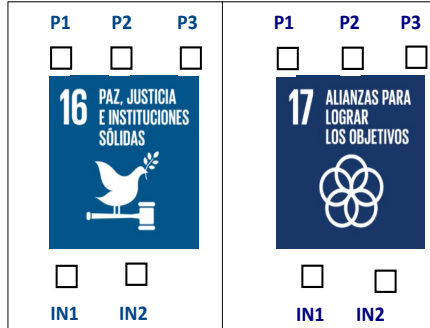 P1 P2 P3
16 PAZ, JUSTICIA
E INSTITUCIONES
SÓLIDAS
IN1 IN2
P1 P2 P3
17 ALIANZAS PARA
LOGRAR
LOS OBJETIVOS
IN1 IN2